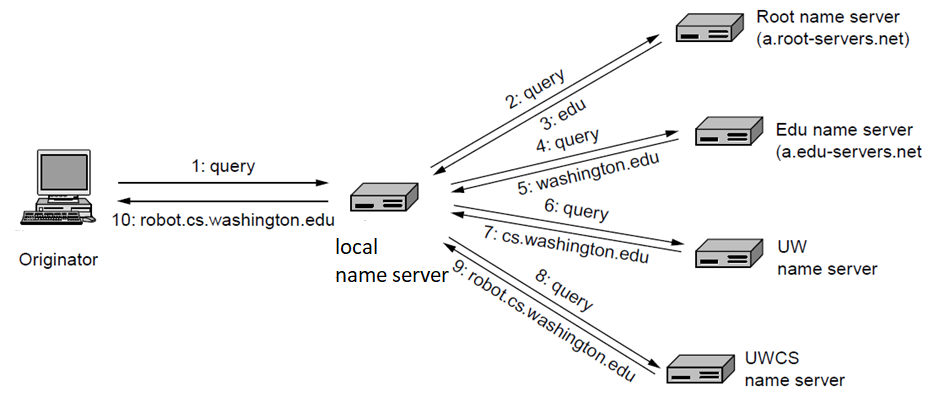 Root name server
(a.root-servers.net)
2: query
3: edu
4: query
Edu name server
(a.edu-servers.net
1: query
5: washington.edu
6: query
10: robot.cs.washington.edu
7: cs.washington.edu
UW
name server
Originator
local
name server
8: query
9: robot.cs.washington.edu
UWCS
name server